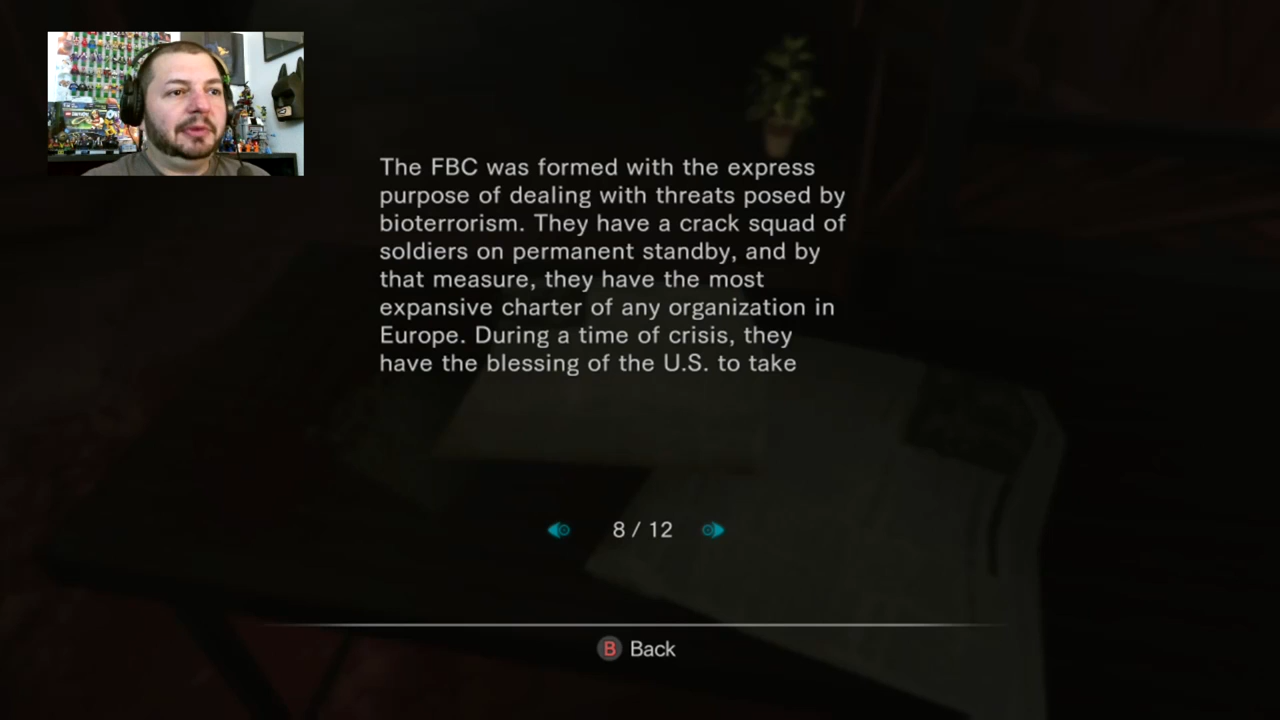 The FBC was formed with the express
purpose of dealing with threats posed by
bioterrorism. They have a crack squad of
soldiers on permanent standby, and by
that measure, they have the most
expansive charter of any organization in
Europe. During a time of crisis, they
have the blessing of the U.S. to take
8 / 12
B Back